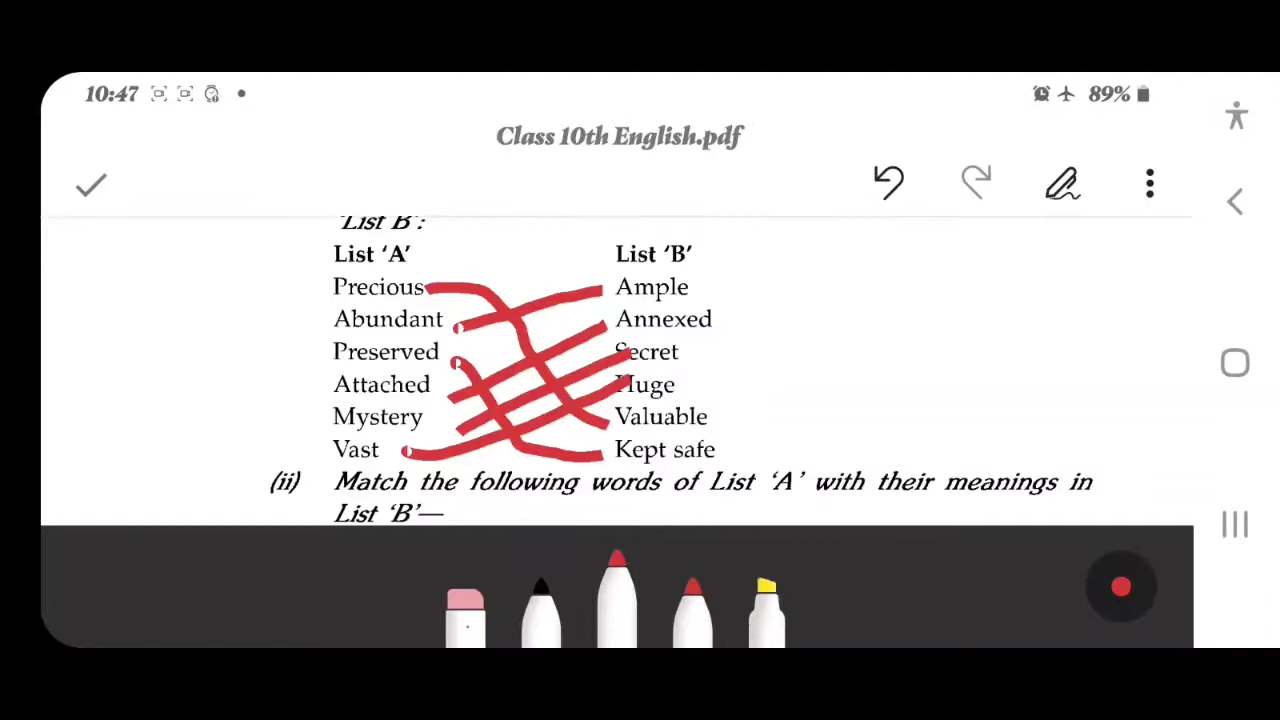 10:47
89%
Class 10th English.pdf
'List B':
List 'A' List 'B'
Precious Ample
Abundant Annexed
Preserved Secret
Attached Huge
Mystery Valuable
Vast Kept safe
(ii) Match the following words of List 'A' with their meanings in
List 'B'—